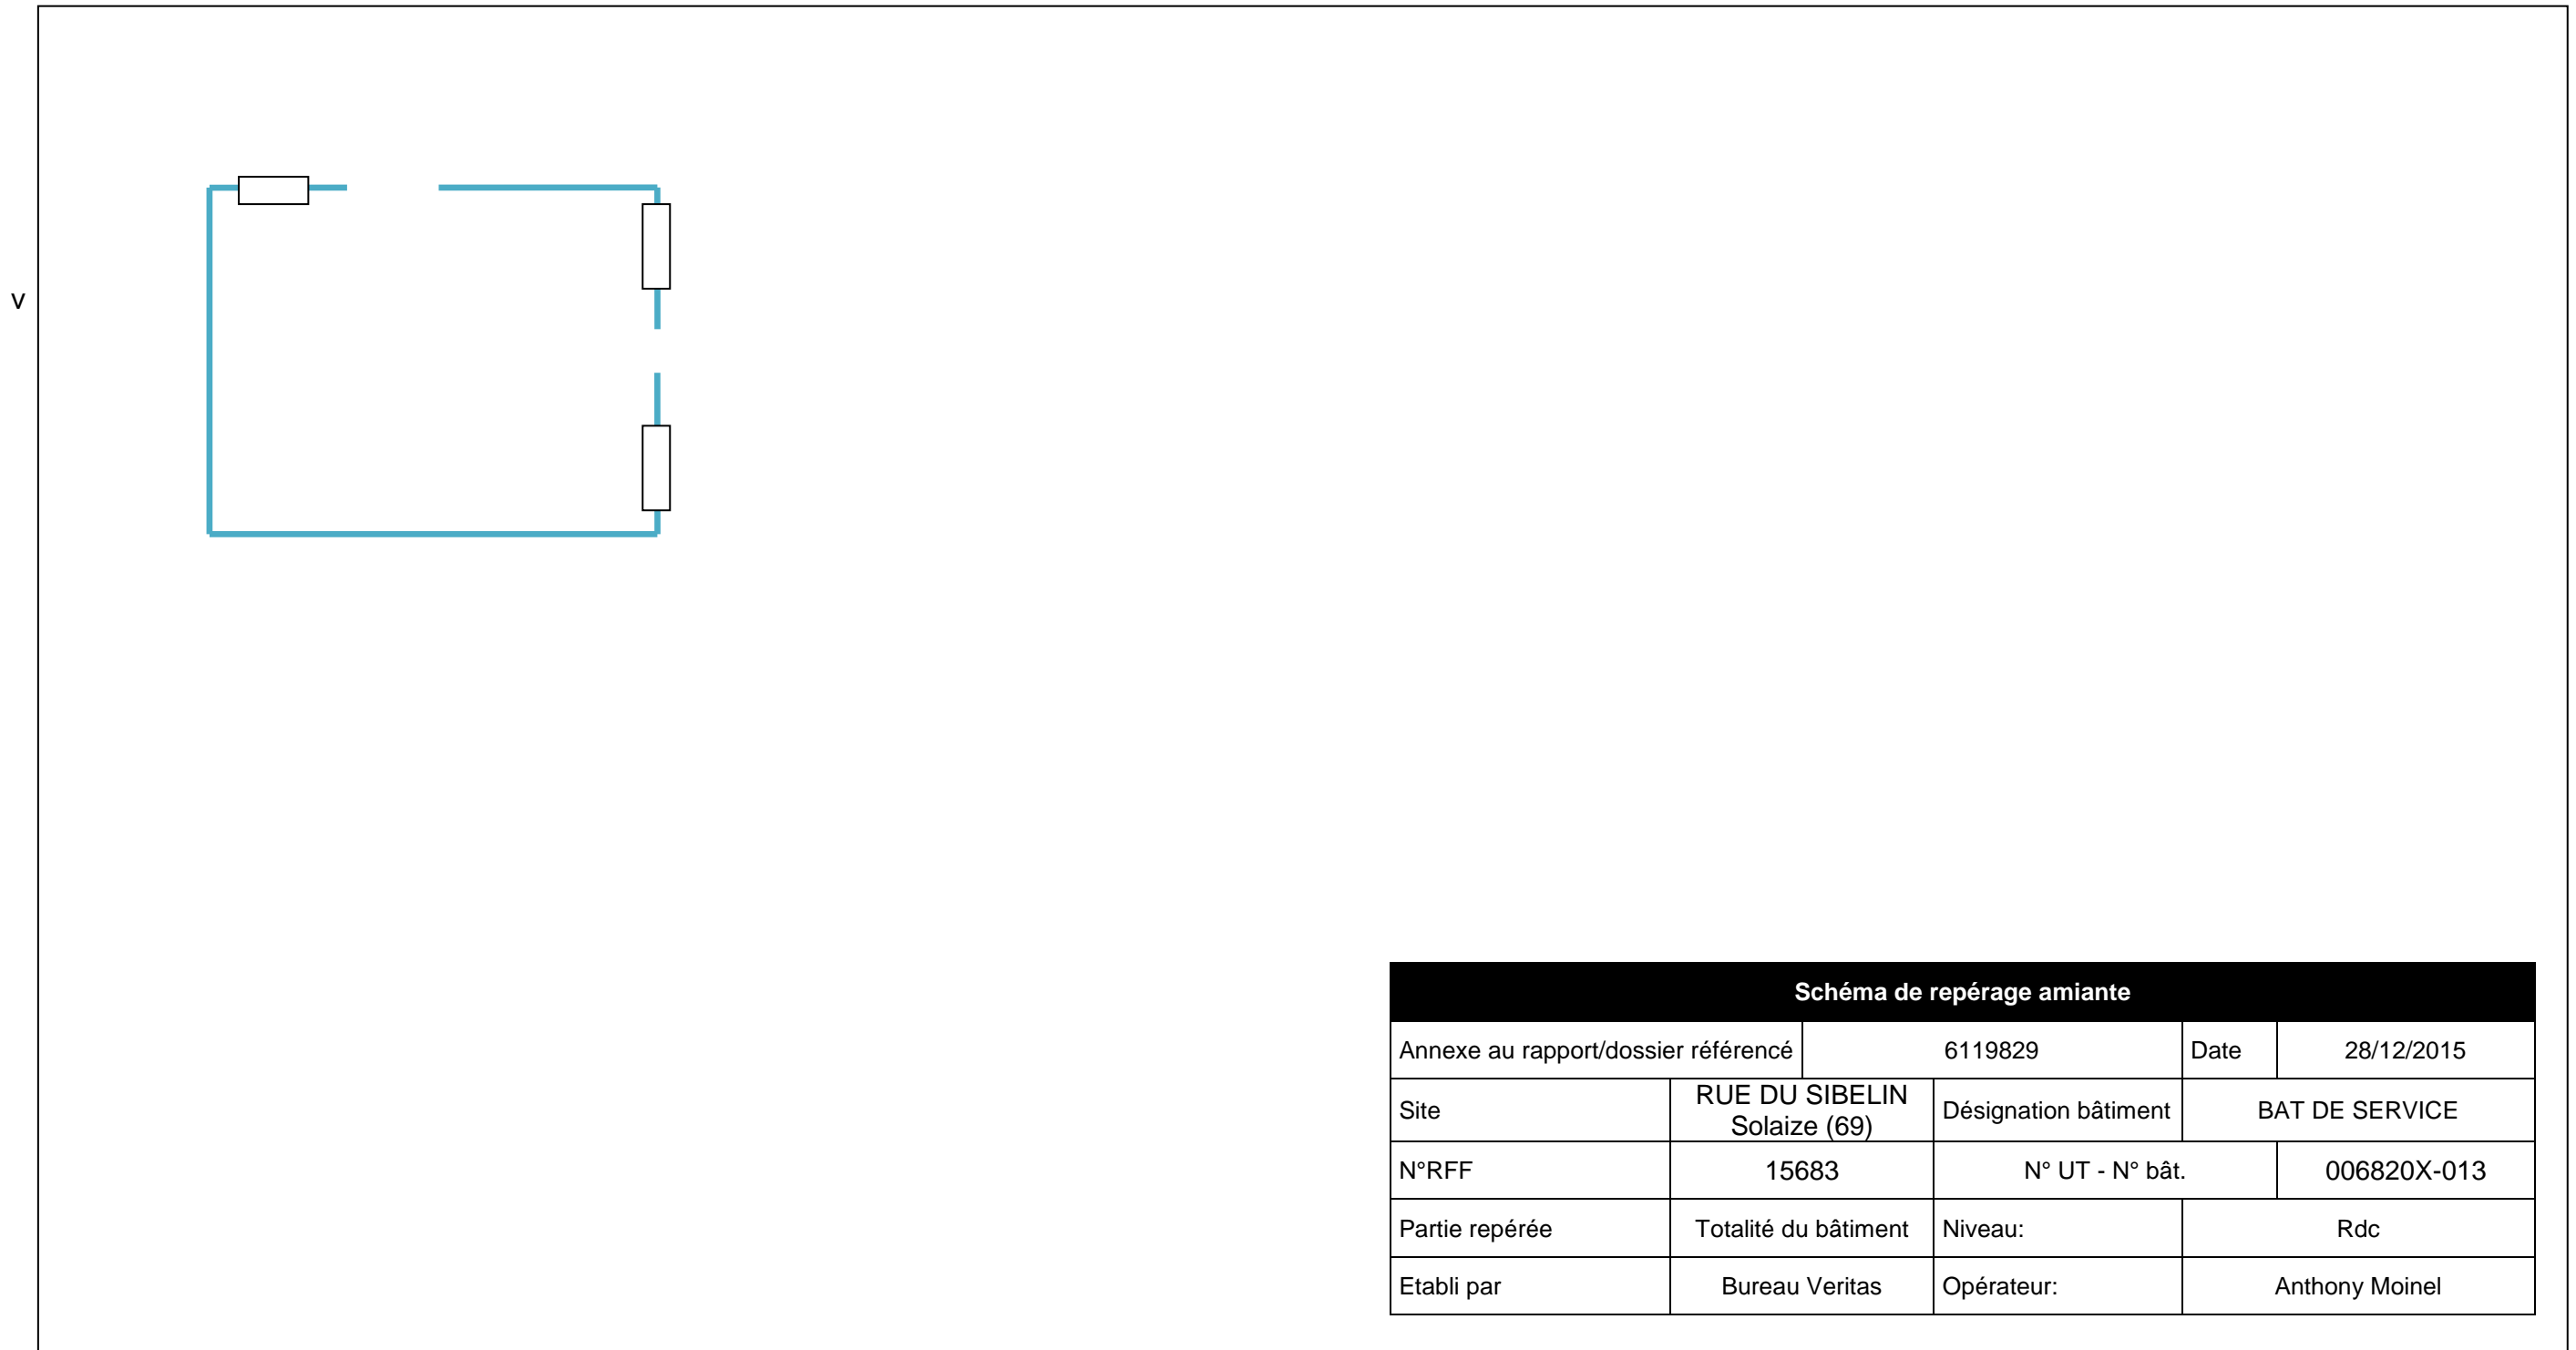 v
Schéma de repérage amiante
Annexe au rapport/dossier référencé 6119829 Date 28/12/2015
Site RUE DU SIBELIN Solaize (69) Désignation bâtiment BAT DE SERVICE
N°RFF 15683 N° UT - N° bât. 006820X-013
Partie repérée Totalité du bâtiment Niveau: Rdc
Etabli par Bureau Veritas Opérateur: Anthony Moinel